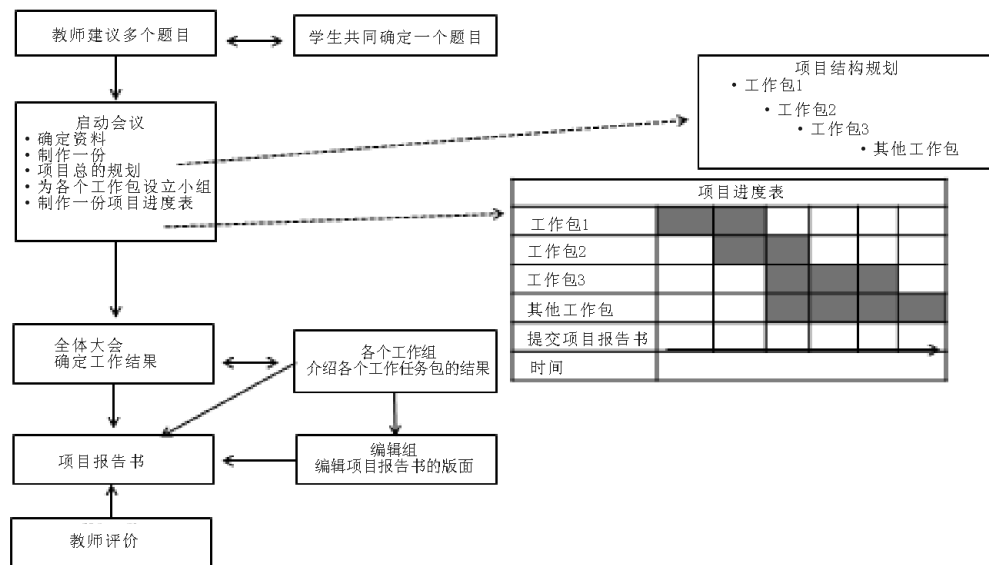 教师建议多个题目
学生共同确定一个题目
启动会议
• 确定资料
• 制作一份
• 项目总的规划
• 为各个工作包设立小组
• 制作一份项目进度表
项目结构规划
• 工作包1
• 工作包2
• 工作包3
• 其他工作包
项目进度表
工作包1
工作包2
工作包3
其他工作包
提交项目报告书
时间
全体大会
确定工作结果
各个工作组
介绍各个工作任务包的结果
项目报告书
编辑组
编辑项目报告书的版面
教师评价